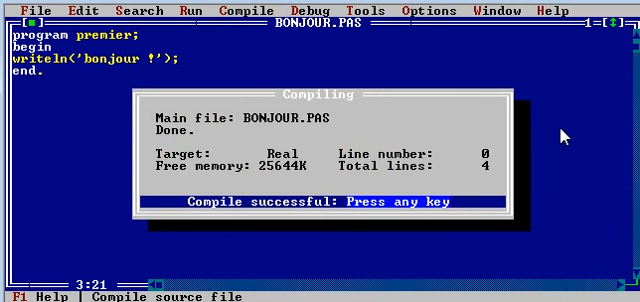 File Edit Search Run Compile Debug Tools Options Window Help
BONJOUR.PAS 1
program premier;
begin
writeln('bonjour !');
end.
Compiling
Main file: BONJOUR.PAS
Done.
Target: Real Line number: 0
Free memory: 25644K Total lines: 4
Compile successful: Press any key
3:21
F1 Help | Compile source file